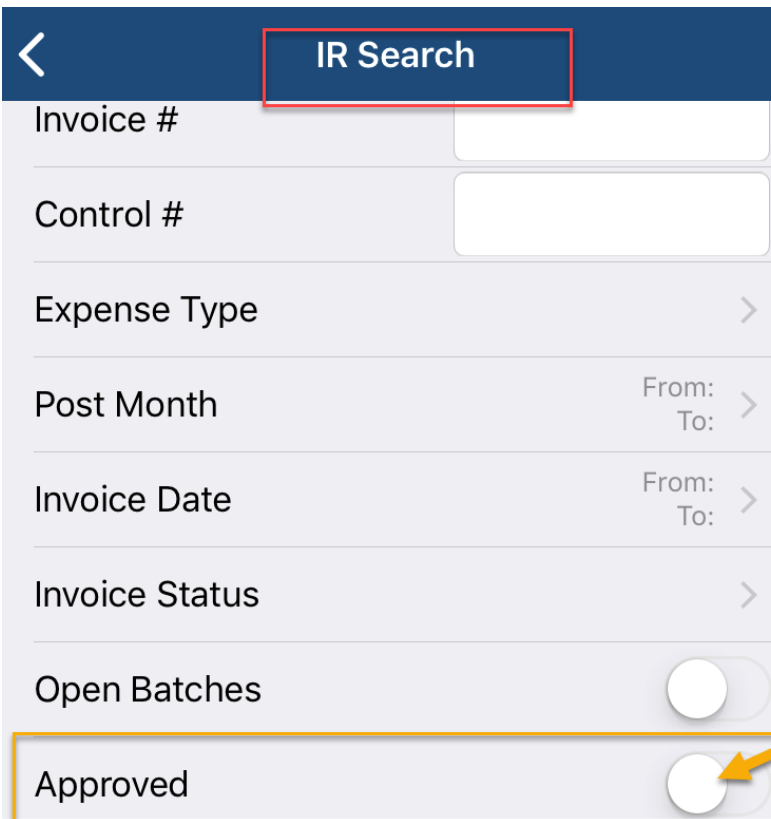 IR Search
Invoice #
Control #
Expense Type
Post Month
From:
To:
Invoice Date
From:
To:
Invoice Status
Open Batches
Approved